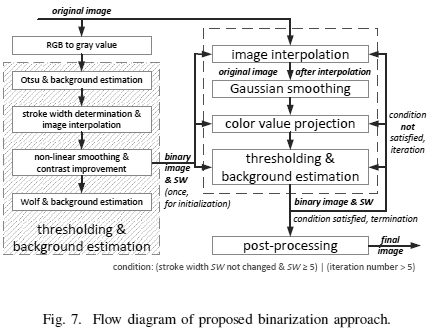 original image
RGB to gray value
Otsu & background estimation
stroke width determination &
image interpolation
non-linear smoothing &
contrast improvement
Wolf & background estimation
thresholding &
background estimation
binary
image
& SW
(once,
for initialization)
image interpolation
original image
after interpolation
Gaussian smoothing
color value projection
thresholding &
background estimation
condition
not
satisfied,
iteration
binary image & SW
condition satisfied, termination
post-processing
final
image
condition: (stroke width SW not changed & SW ≥ 5) | (iteration number > 5)
Fig. 7. Flow diagram of proposed binarization approach.